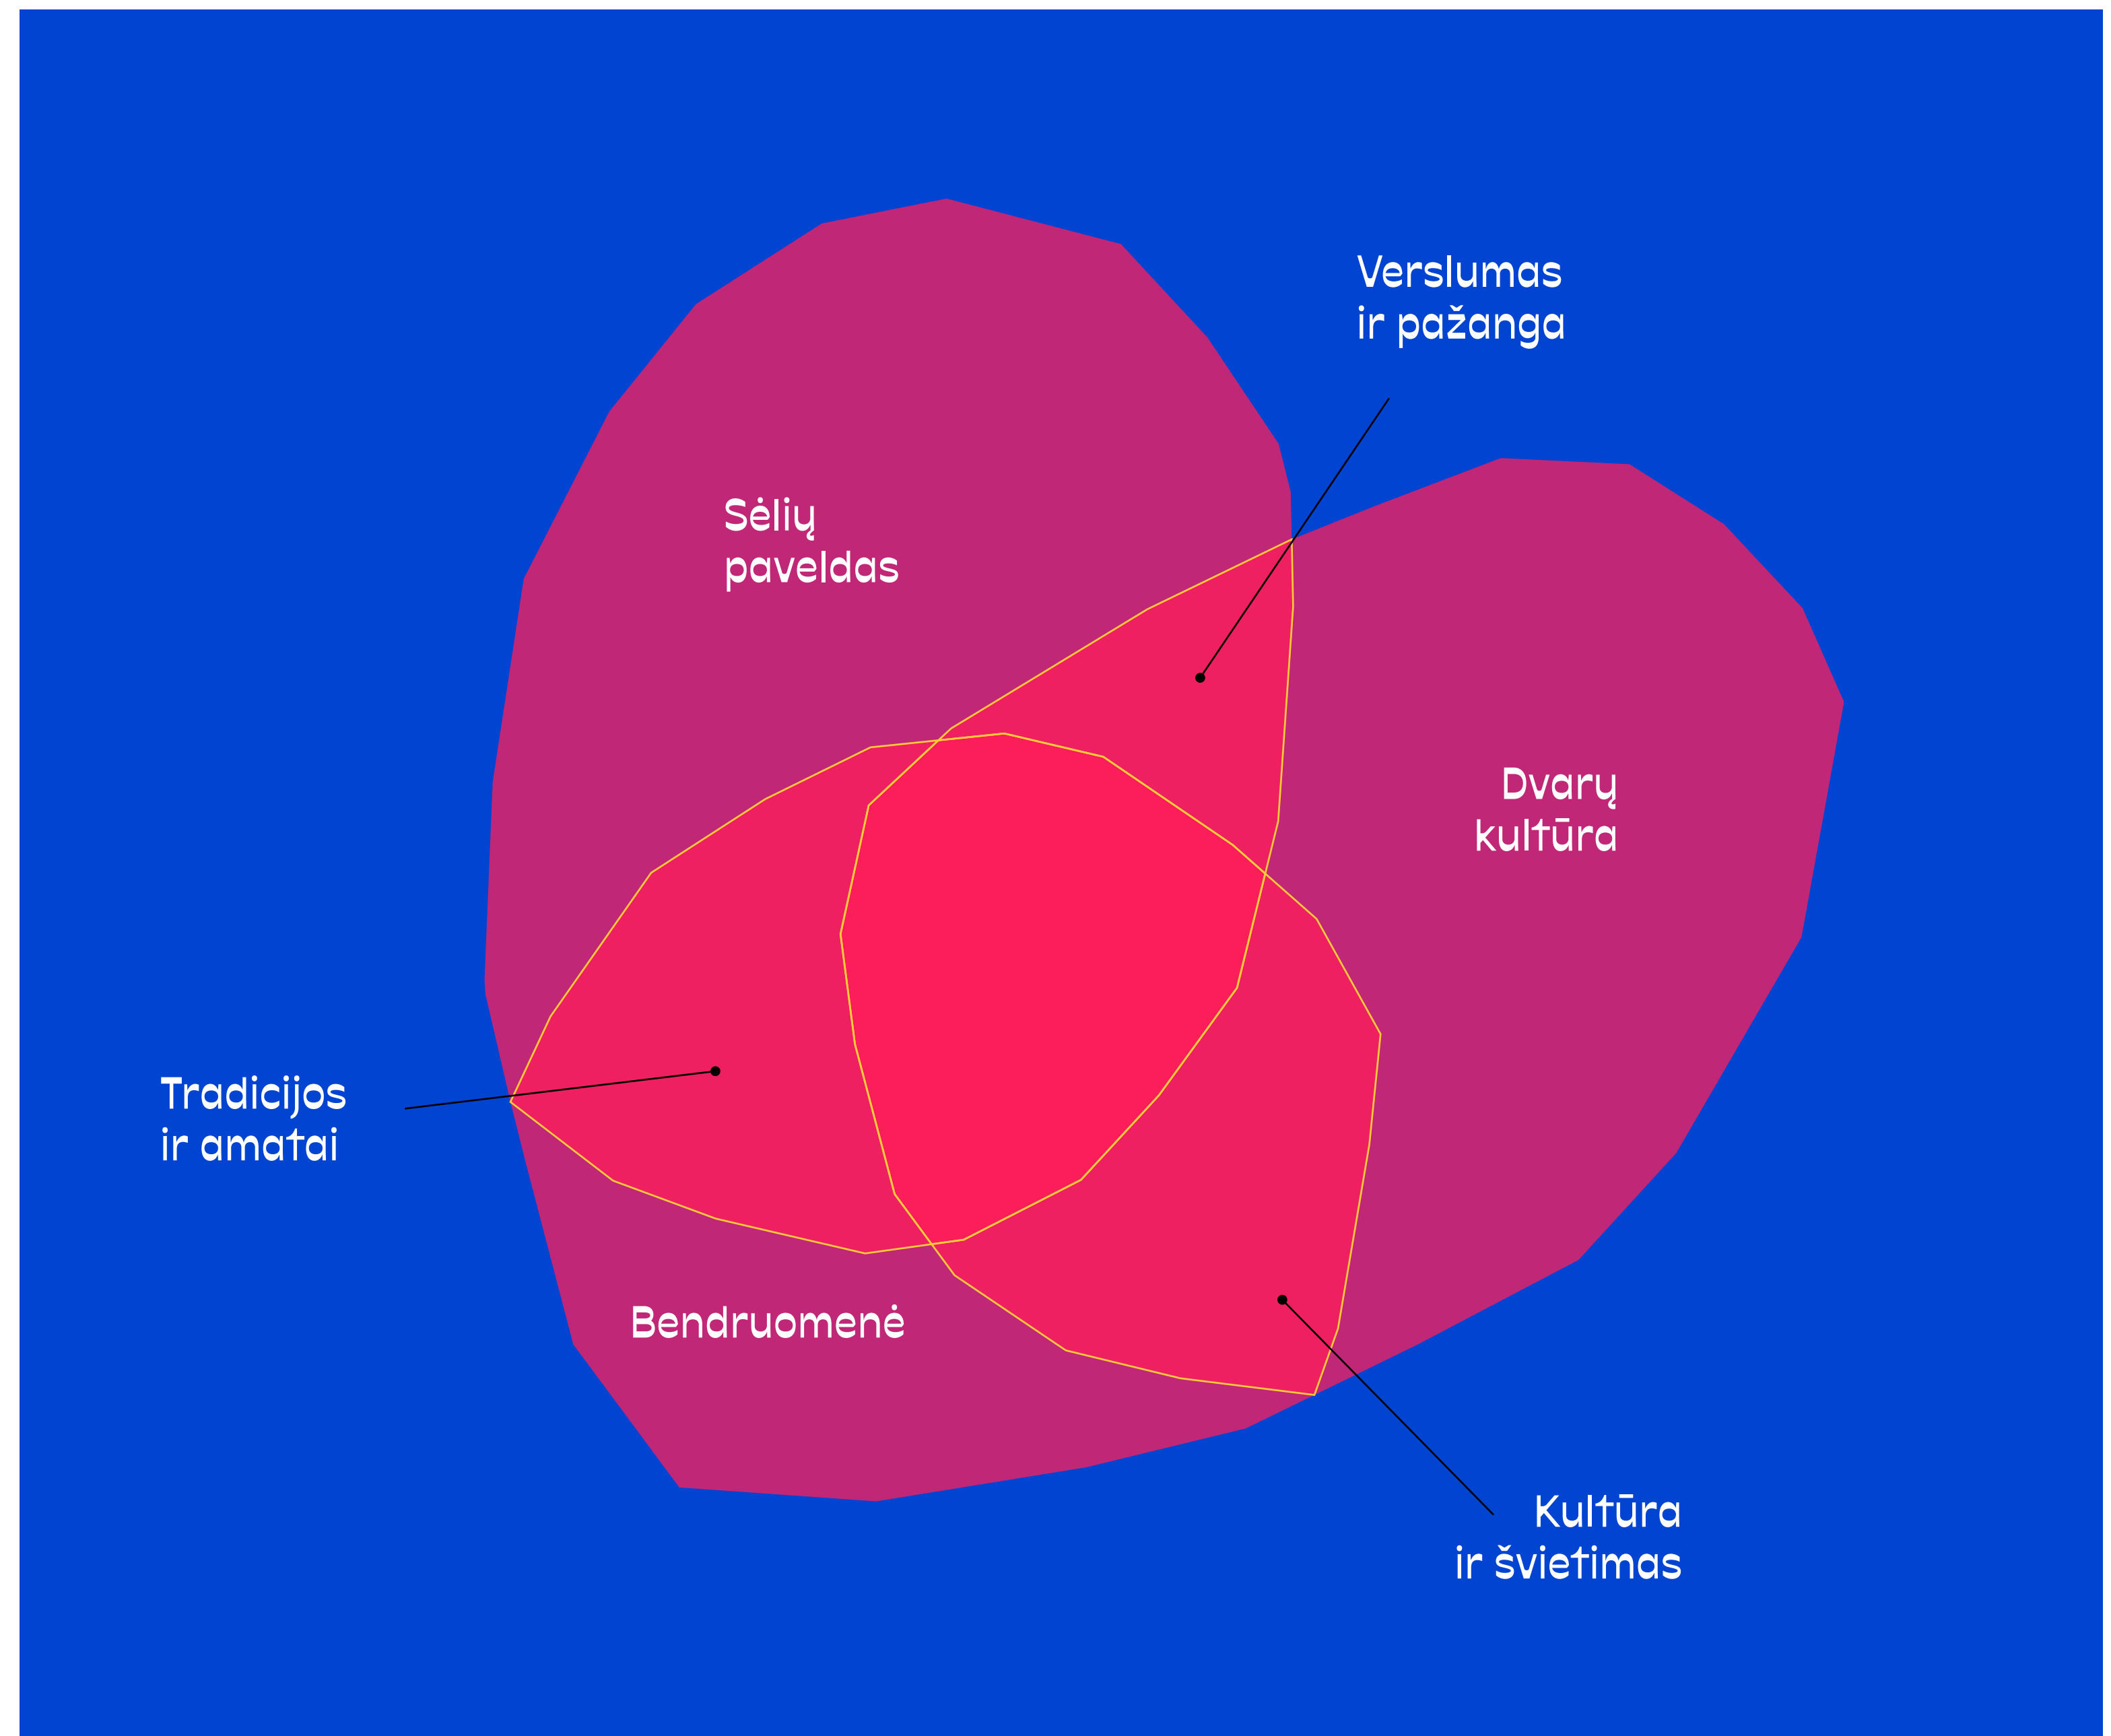 Verslumas
ir pažanga
Sėlių
paveldas
Dvarų
kultūra
Tradicijos
ir amatai
Bendruomenė
Kultūra
ir švietimas